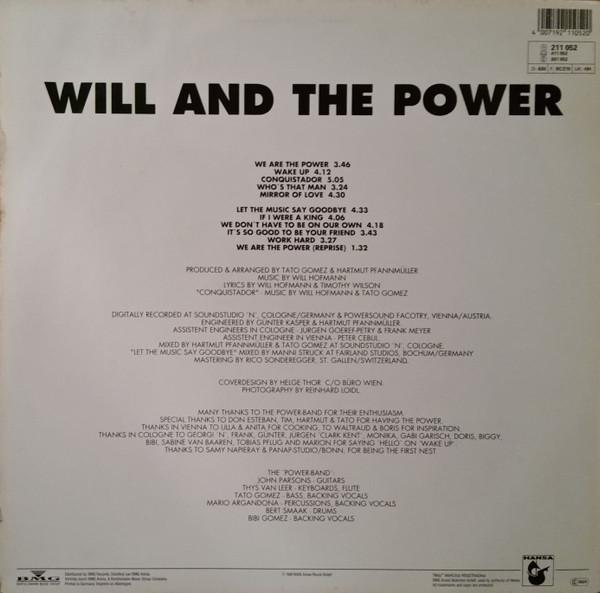 4 007192 110520
211 052
411 052
WILL AND THE POWER
WE ARE THE POWER 3.46
WAKE UP 4.12
CONQUISTADOR 5.05
WHO'S THAT MAN 3.24
MIRROR OF LOVE 4.30
LET THE MUSIC SAY GOODBYE 4.33
IF I WERE A KING 4.06
WE DON'T HAVE TO BE ON OUR OWN 4.18
IT'S SO GOOD TO BE YOUR FRIEND 3.43
WORK HARD 3.27
WE ARE THE POWER (REPRISE) 1.32
PRODUCED & ARRANGED BY TATO GOMEZ & HARTMUT PFANNMÜLLER
MUSIC BY WILL HOFMANN
LYRICS BY WILL HOFMANN & TIMOTHY WILSON
"CONQUISTADOR" · MUSIC BY WILL HOFMANN & TATO GOMEZ
DIGITALLY RECORDED AT SOUNDSTUDIO 'N', COLOGNE/GERMANY & POWERSOUND FACOTRY, VIENNA/AUSTRIA.
ENGINEERED BY GÜNTER KASPER & HARTMUT PFANNMÜLLER.
ASSISTENT ENGINEERS IN COLOGNE · JÜRGEN GOEREF-PETRY & FRANK MEYER
ASSISTENT ENGINEER IN VIENNA · PETER CEBUL
MIXED BY HARTMUT PFANNMÜLLER & TATO GOMEZ AT SOUNDSTUDIO 'N', COLOGNE,
"LET THE MUSIC SAY GOODBYE" MIXED BY MANNI STRUCK AT FAIRLAND STUDIOS, BOCHUM/GERMANY
MASTERING BY RICO SONDEREGGER, ST. GALLEN/SWITZERLAND.
COVERDESIGN BY HELGE THOR C/O BÜRO WIEN.
PHOTOGRAPHY BY REINHARD LOIDL
MANY THANKS TO THE POWER-BAND FOR THEIR ENTHUSIASM
SPECIAL THANKS TO DON ESTEBAN, TIM, HARTMUT & TATO FOR HAVING THE POWER,
THANKS IN VIENNA TO ULLA & ANITA FOR COOKING, TO WALTRAUD & BORIS FOR INSPIRATION.
THANKS IN COLOGNE TO GEORGI 'N', FRANK, GÜNTER, JÜRGEN 'CLARK KENT', MONIKA, GABI GARISCH, DORIS, BIGGY,
BIBI, SABINE VAN BAAREN, TOBIAS PFLUG AND MARION FOR SAYING 'HELLO' ON 'WAKE UP'
THANKS TO SAMY NAPIERAY & PANAP-STUDIO/BONN, FOR BEING THE FIRST NEST
THE 'POWER-BAND':
JOHN PARSONS · GUITARS
THYS VAN LEER · KEYBOARDS, FLUTE
TATO GOMEZ · BASS, BACKING VOCALS
MARIO ARGANDONA · PERCUSSIONS, BACKING VOCALS
BERT SMAAK · DRUMS
BIBI GOMEZ · BACKING VOCALS
BMG
HANSA